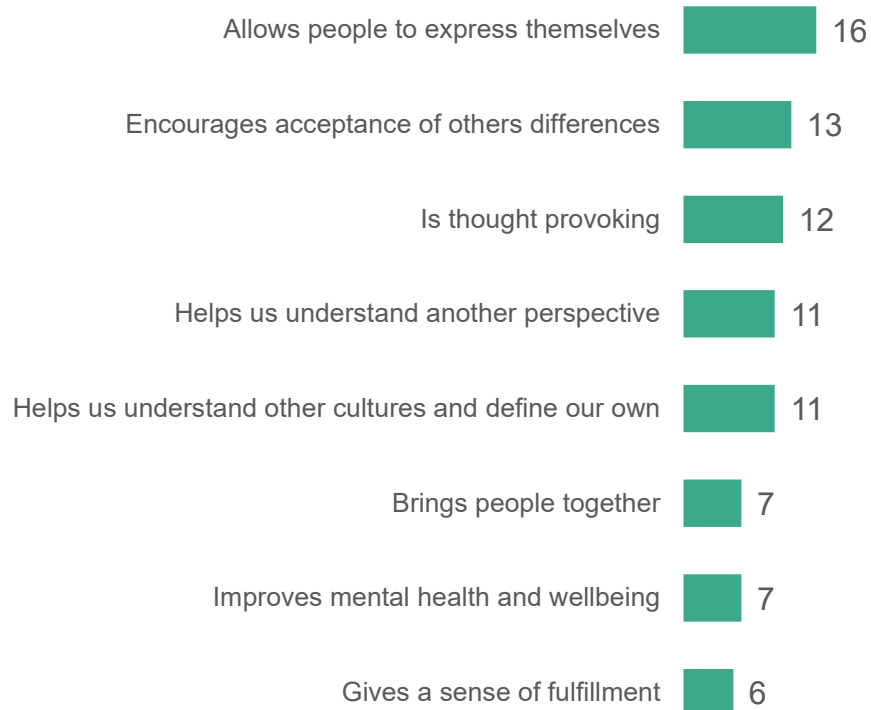 Allows people to express themselves 16
Encourages acceptance of others differences 13
Is thought provoking 12
Helps us understand another perspective 11
Helps us understand other cultures and define our own 11
Brings people together 7
Improves mental health and wellbeing 7
Gives a sense of fulfillment 6